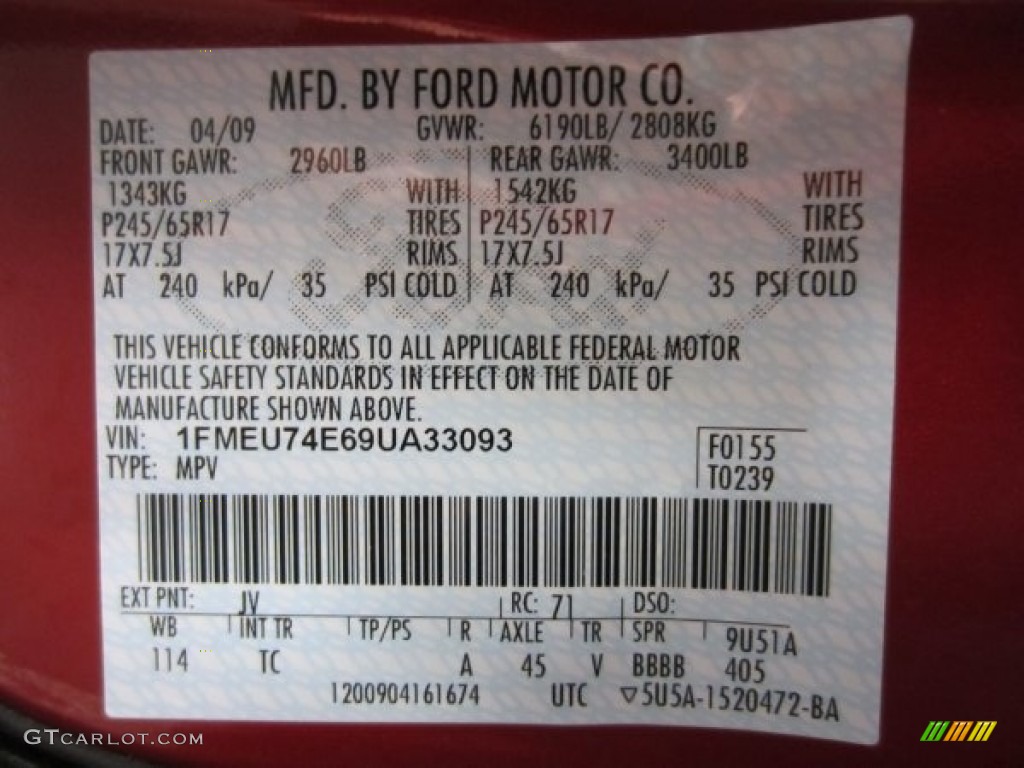 MFD. BY FORD MOTOR CO.
DATE: 04/09 GVWR: 6190LB/ 2808KG
FRONT GAWR: 2960LB REAR GAWR: 3400LB
1343KG WITH 1542KG WITH
P245/65R17 TIRES P245/65R17 TIRES
17X7.5J RIMS 17X7.5J RIMS
AT 240 kPa/ 35 PSI COLD AT 240 kPa/ 35 PSI COLD
THIS VEHICLE CONFORMS TO ALL APPLICABLE FEDERAL MOTOR
VEHICLE SAFETY STANDARDS IN EFFECT ON THE DATE OF
MANUFACTURE SHOWN ABOVE.
VIN: 1FMEU74E69UA33093 F0155
TYPE: MPV T0239
EXT PNT: JV RC: 71 DSO:
WB INT TR TP/PS R AXLE TR SPR 9U51A
114 TC A 45 V BBBB 405
1200904161674 UTC ▽5U5A-1520472-BA
GTCARLOT.COM